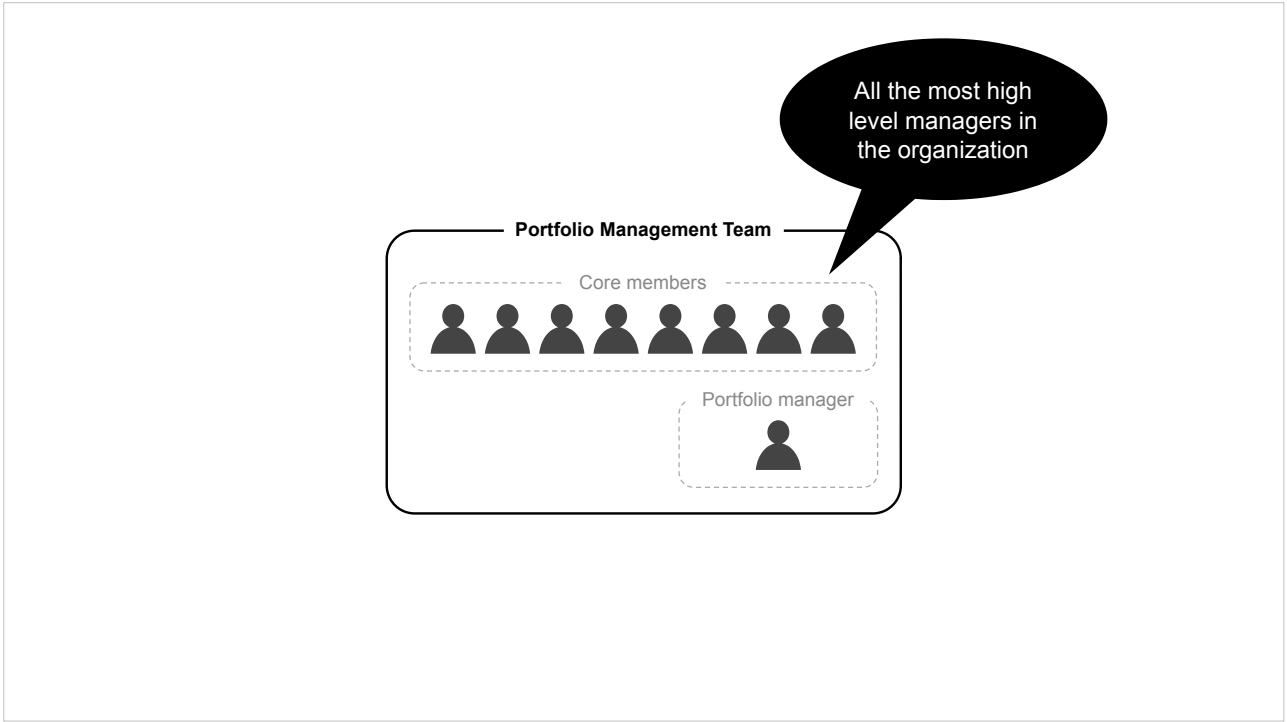 All the most high
level managers in
the organization
Portfolio Management Team
Core members
Portfolio manager